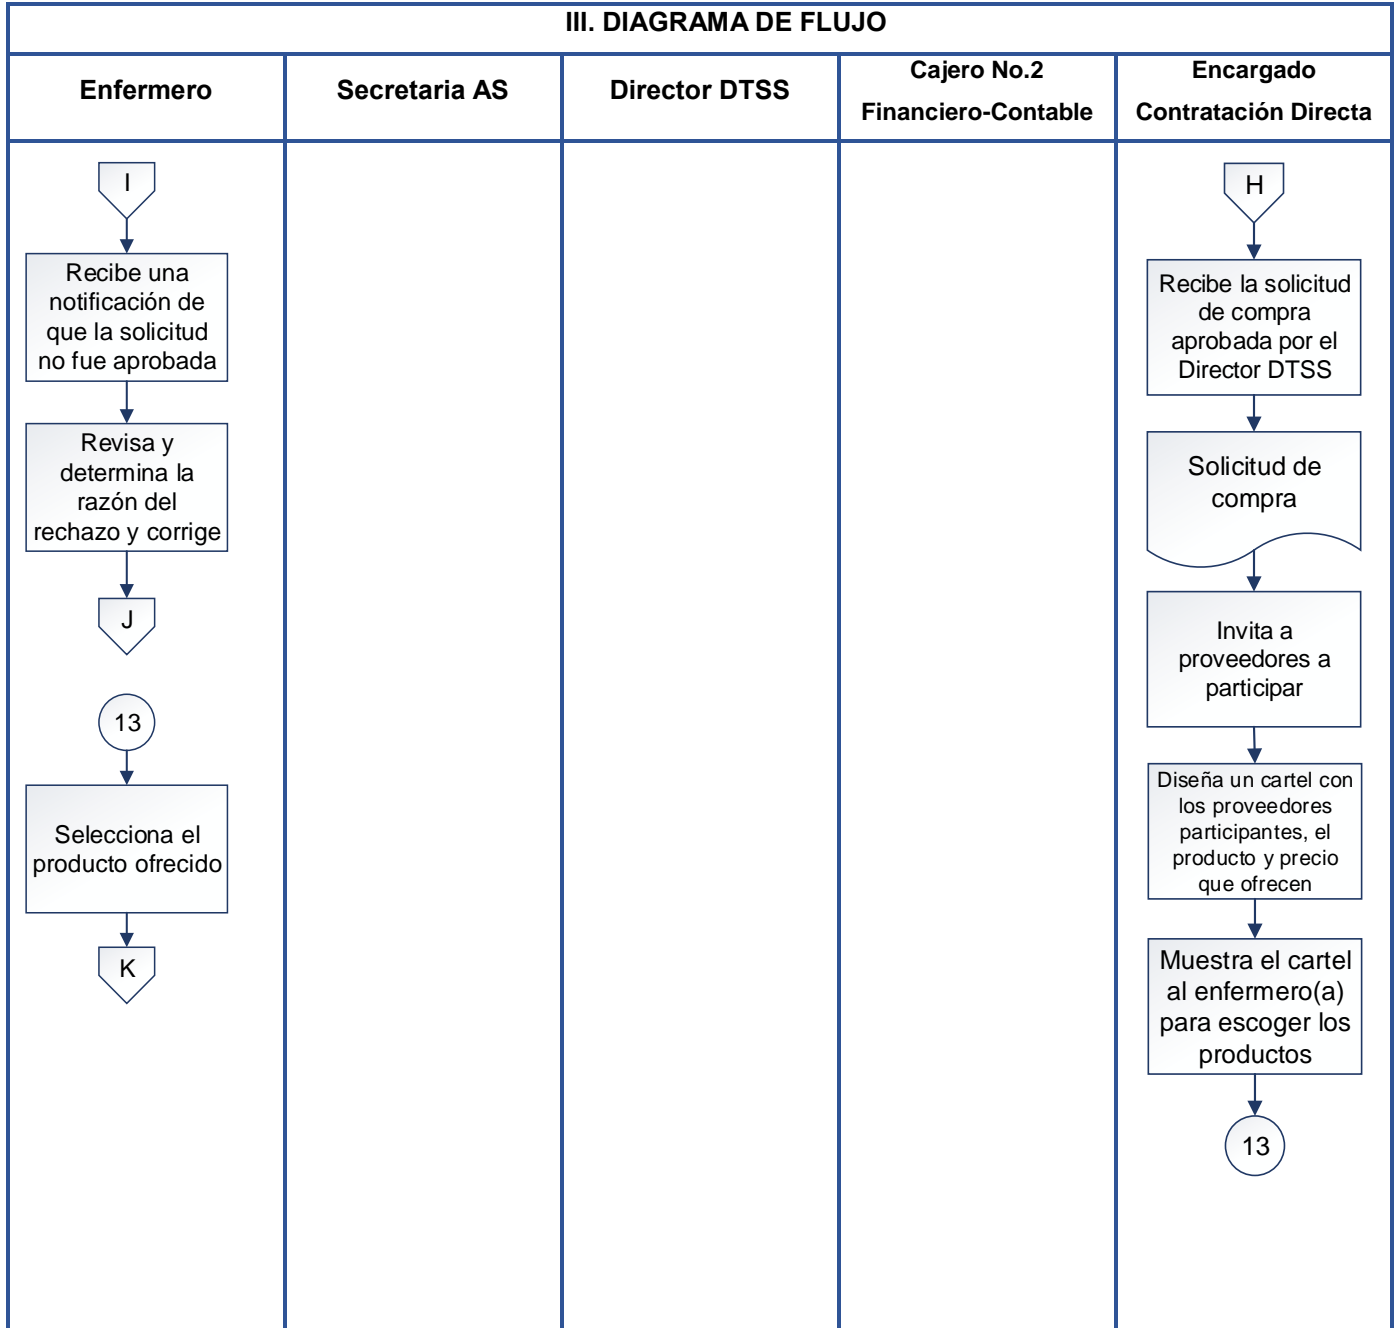 III. DIAGRAMA DE FLUJO
Enfermero
Secretaria AS
Director DTSS
Cajero No.2
Financiero-Contable
Encargado
Contratación Directa
I
Recibe una
notificación de
que la solicitud
no fue aprobada
Revisa y
determina la
razón del
rechazo y corrige
J
13
Selecciona el
producto ofrecido
K
H
Recibe la solicitud
de compra
aprobada por el
Director DTSS
Solicitud de
compra
Invita a
proveedores a
participar
Diseña un cartel con
los proveedores
participantes, el
producto y precio
que ofrecen
Muestra el cartel
al enfermero(a)
para escoger los
productos
13